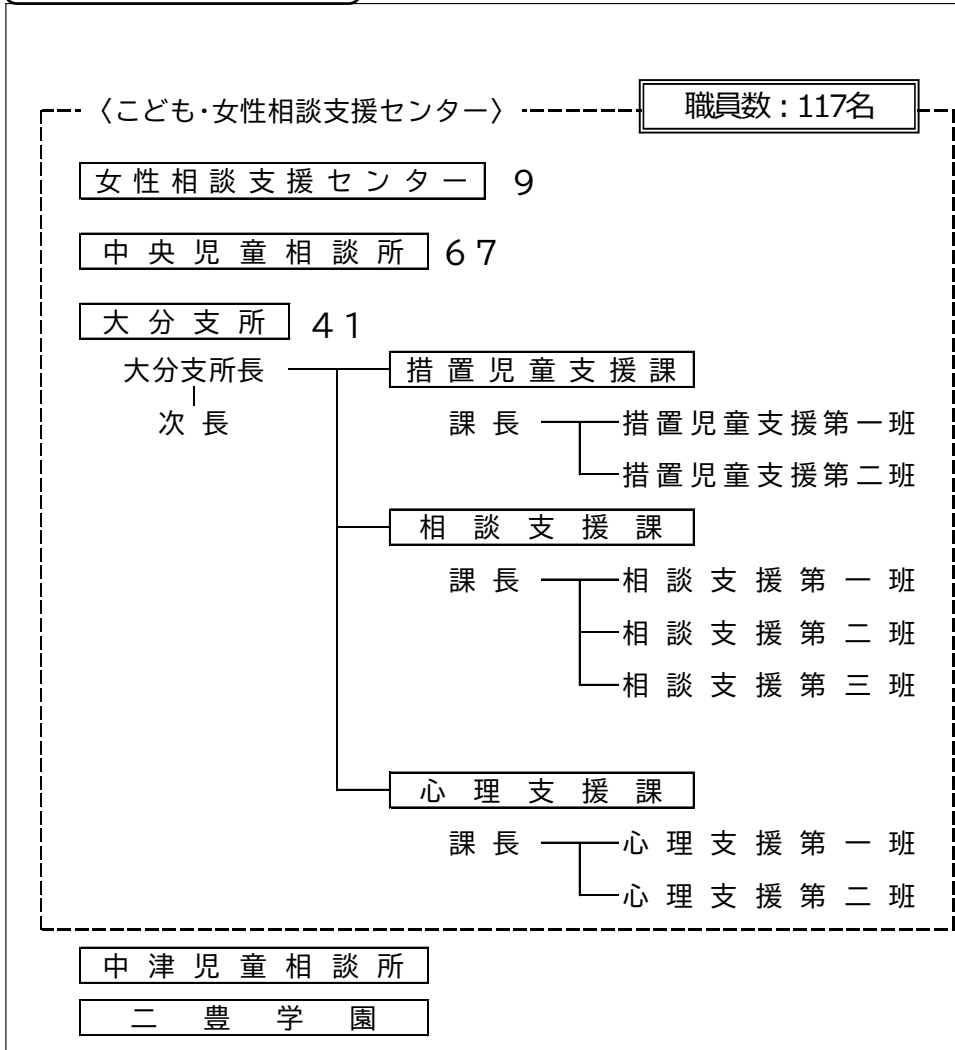 〈こども・女性相談支援センター〉 職員数：117名
女性相談支援センター 9
中央児童相談所 67
大分支所 41
大分支所長 措置児童支援課
次長 課長 措置児童支援第一班
措置児童支援第二班
相談支援課
課長 相談支援第一班
相談支援第二班
相談支援第三班
心理支援課
課長 心理支援第一班
心理支援第二班
中津児童相談所
二豊学園